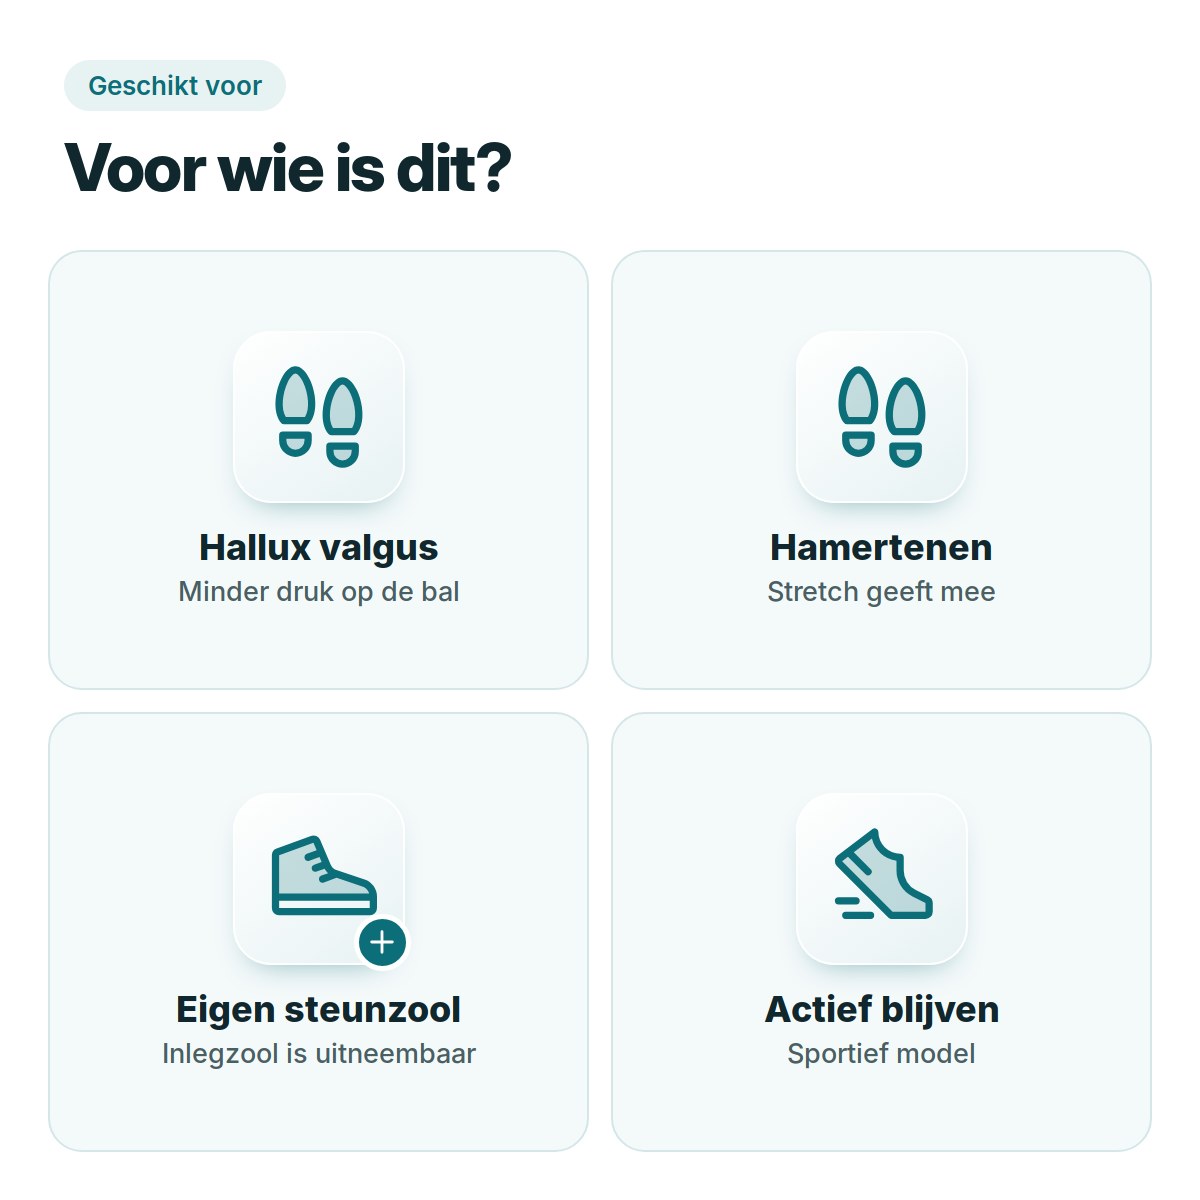 Geschikt voor
Voor wie is dit?
Hallux valgus
Minder druk op de bal
Hamertenen
Stretch geeft mee
Eigen steunzool
Inlegzool is uitneembaar
Actief blijven
Sportief model